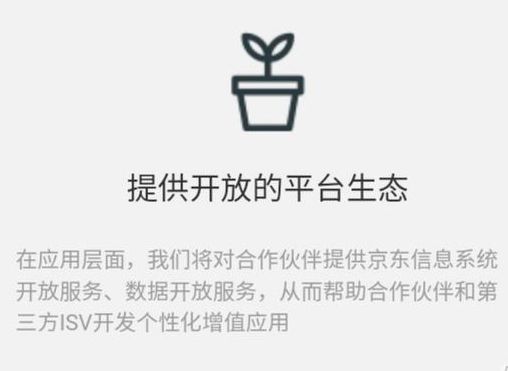 提供开放的平台生态
在应用层面，我们将对合作伙伴提供京东信息系统
开放服务、数据开放服务，从而帮助合作伙伴和第
三方ISV开发个性化增值应用